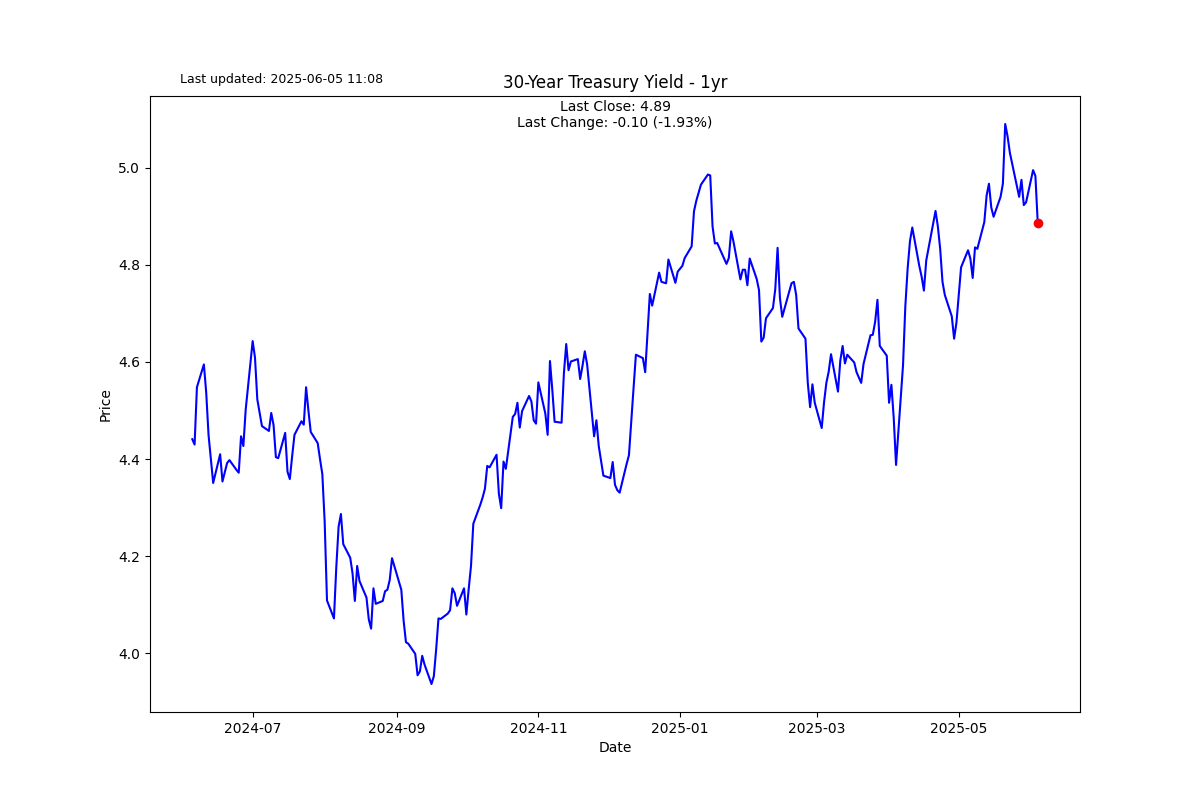 Last updated: 2025-06-05 11:08
30-Year Treasury Yield - 1yr
Last Close: 4.89
Last Change: -0.10 (-1.93%)
Price
5.0
4.8
4.6
4.4
4.2
4.0
2024-07
2024-09
2024-11
2025-01
2025-03
2025-05
Date